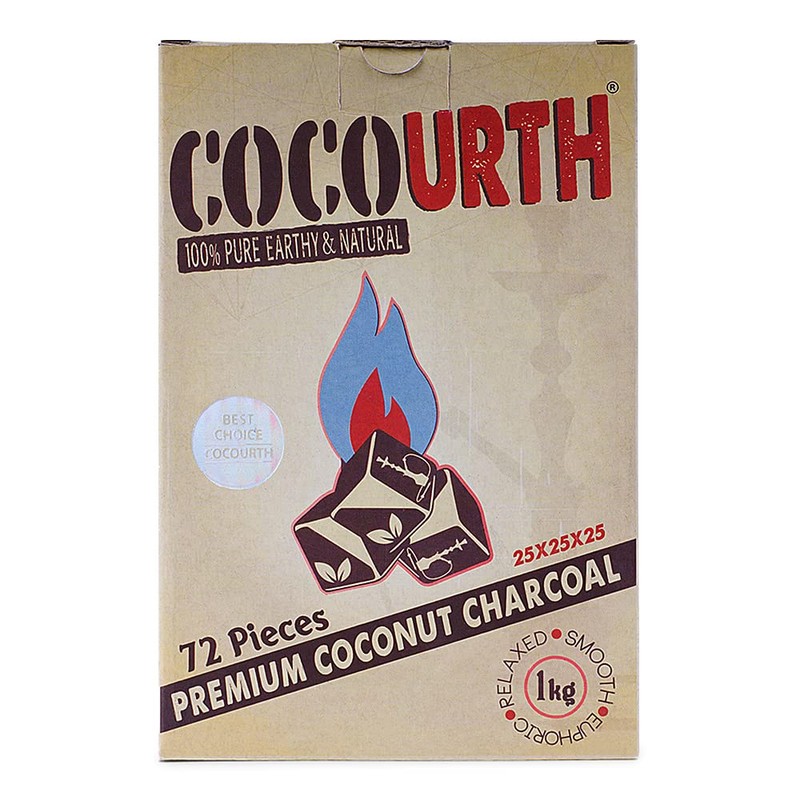 COCOURTH®
100% PURE EARTHY & NATURAL
BEST
CHOICE
COCOURTH
25X25X25
72 Pieces
PREMIUM COCONUT CHARCOAL
RELAXED • SMOOTH • EUPHORIC •
1kg